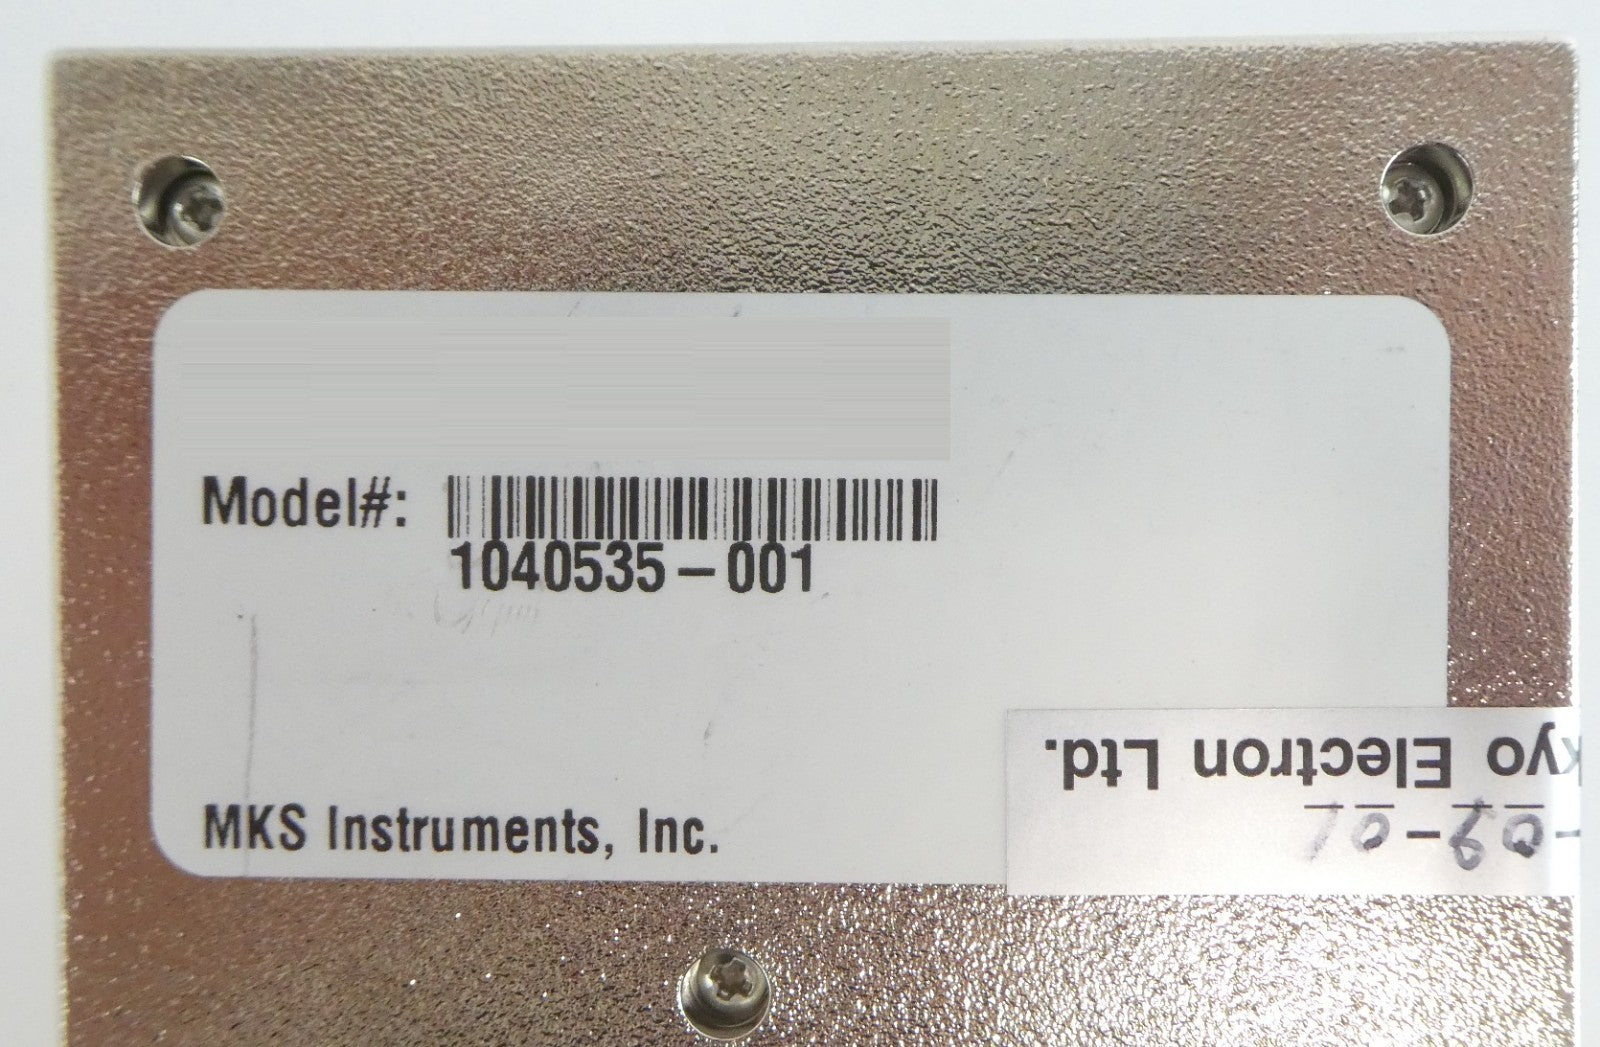 Model#:
1040535-001
MKS Instruments, Inc.
kyo Electron Ltd.